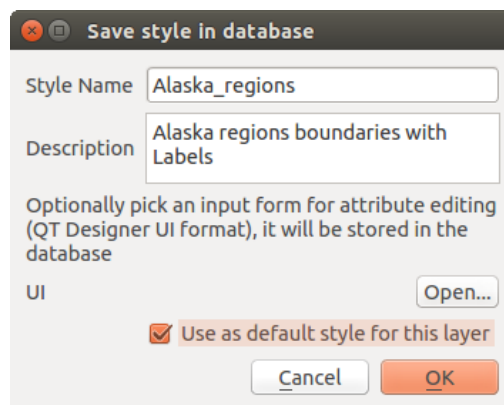 Save style in database
Style Name Alaska_regions
Description Alaska regions boundaries with
Labels
Optionally pick an input form for attribute editing
(QT Designer UI format), it will be stored in the
database
UI Open...
Use as default style for this layer
Cancel OK